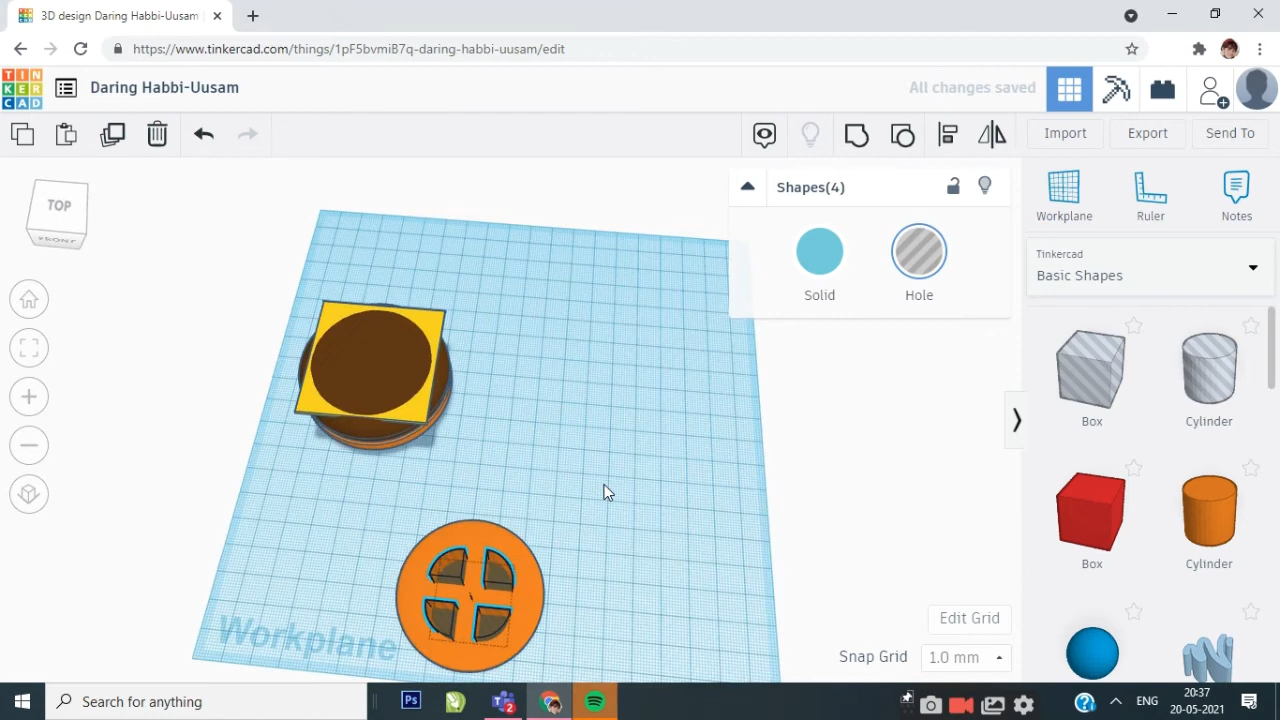 3D design Daring Habbi-Uusam
https://www.tinkercad.com/things/1pF5bvmiB7q-daring-habbi-uusam/edit
TIN
KER
CAD
Daring Habbi-Uusam
All changes saved
Import
Export
Send To
TOP
FRONT
Shapes(4)
Solid
Hole
Workplane
Ruler
Notes
Tinkercad
Basic Shapes
Box
Cylinder
Box
Cylinder
Workplane
Edit Grid
Snap Grid
1.0 mm
Search for anything
Ps
2
ENG
20:37
20-05-2021